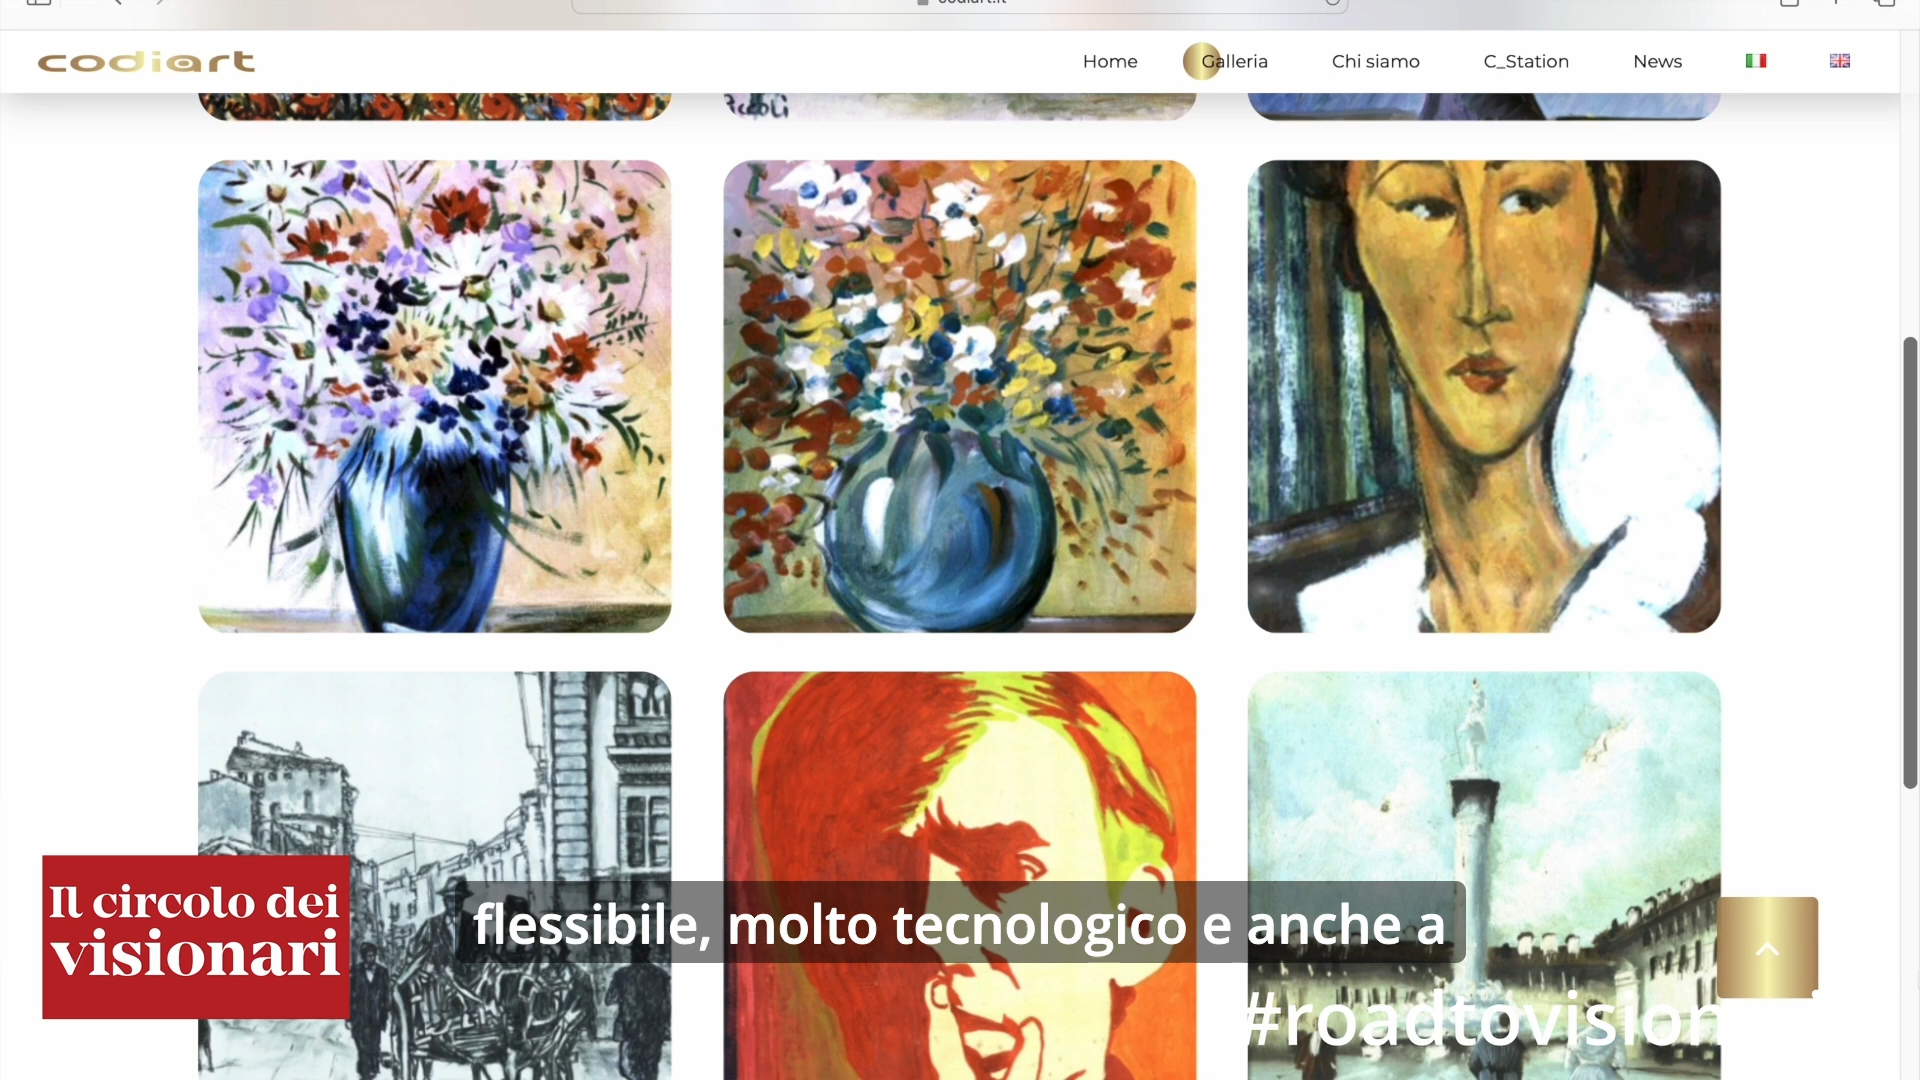 codiart
Home Galleria Chi siamo C_Station News
Il circolo dei
visionari
flessibile, molto tecnologico e anche a
#roadtovision